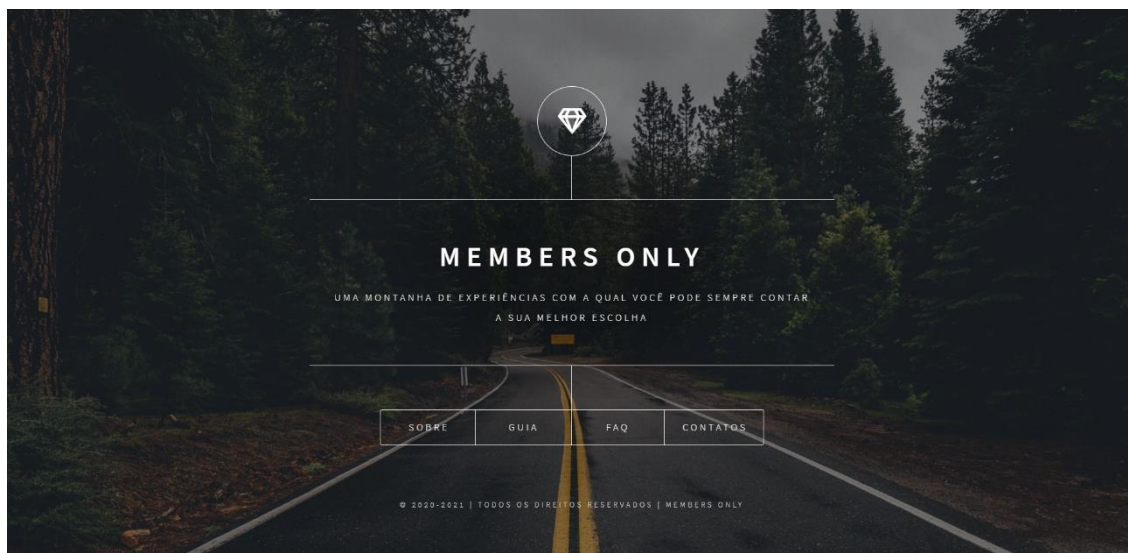 MEMBERS ONLY
UMA MONTANHA DE EXPERIÊNCIAS COM A QUAL VOCÊ PODE SEMPRE CONTAR
A SUA MELHOR ESCOLHA
SOBRE GUIA FAQ CONTATOS
© 2020-2021 | TODOS OS DIREITOS RESERVADOS | MEMBERS ONLY